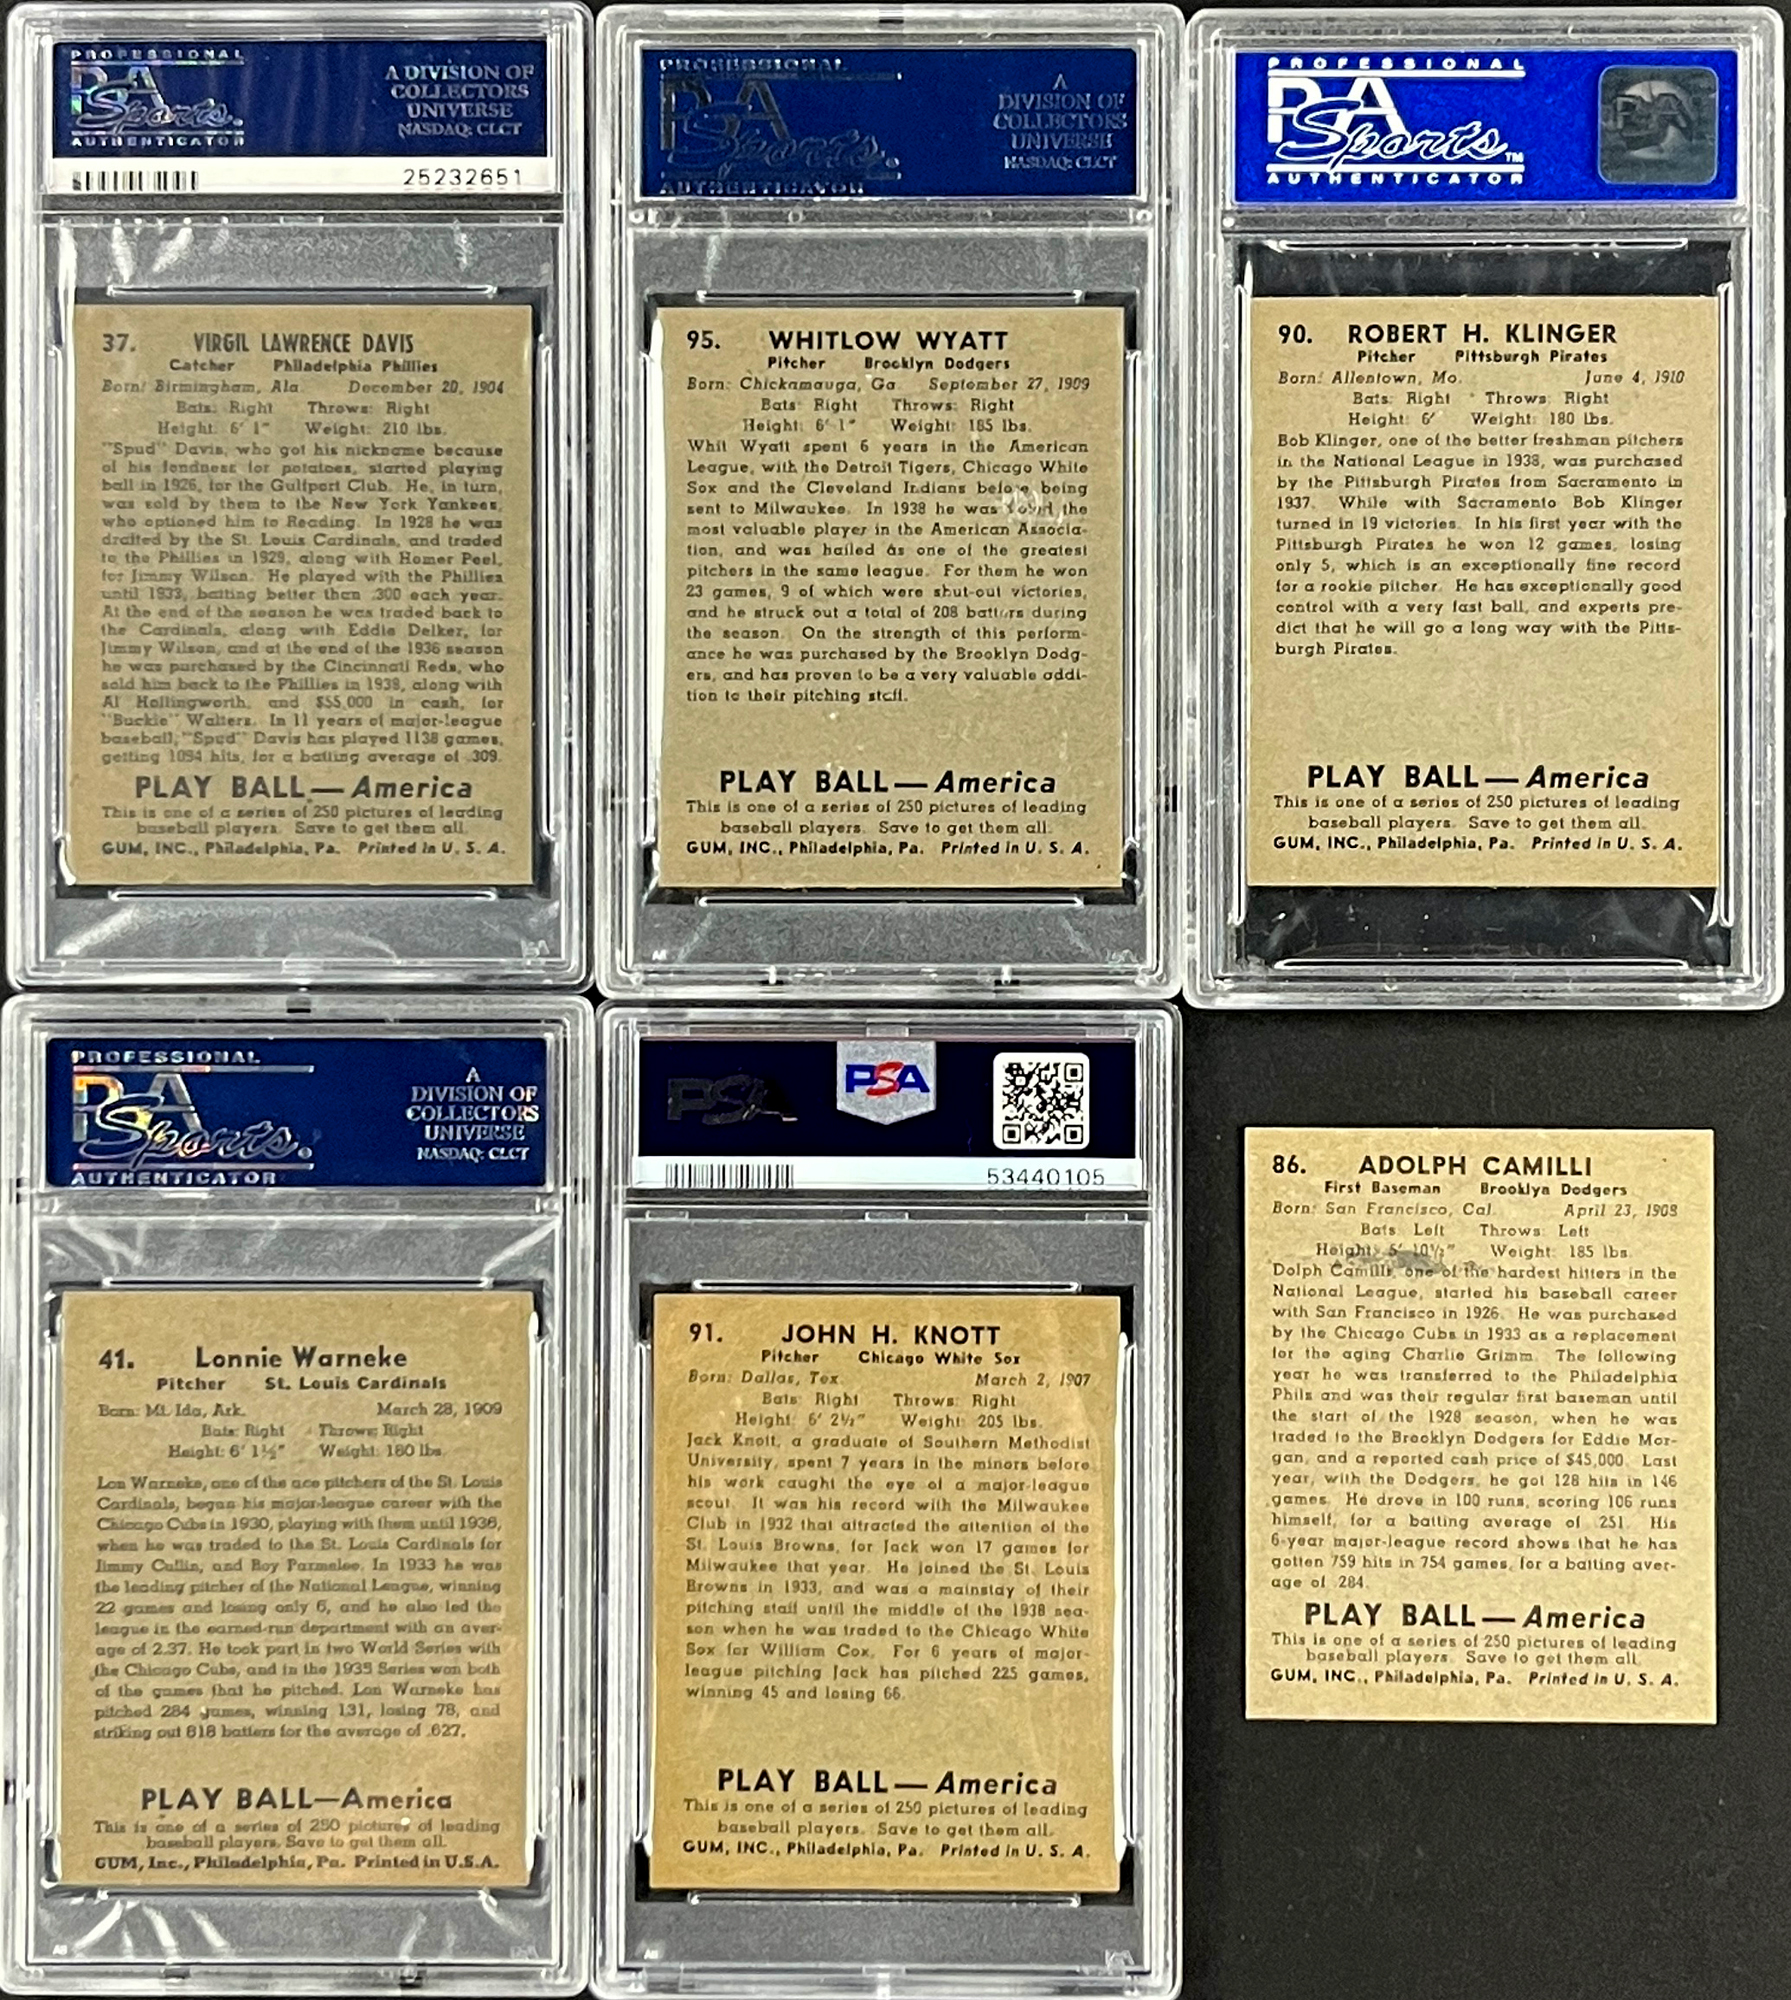 PROFESSIONAL
PSA
Sports
AUTHENTICATOR
A DIVISION OF
COLLECTORS
UNIVERSE
NASDAQ: CLCT
25232651
37. VIRGIL LAWRENCE DAVIS
Catcher Philadelphia Phillies
Born: Birmingham, Ala. December 20, 1904
Bats: Right Throws: Right
Height: 6' 1" Weight: 210 lbs.
"Spud" Davis, who got his nickname because
of his fondness for potatoes, started playing
ball in 1926, for the Gulfport Club. He, in turn,
was sold by them to the New York Yankees,
who optioned him to Reading. In 1928 he was
drafted by the St. Louis Cardinals, and traded
to the Phillies in 1929, along with Homer Peel,
for Jimmy Wilson. He played with the Phillies
until 1933, batting better than .300 each year.
At the end of the season he was traded back to
the Cardinals, along with Eddie Delker, for
Jimmy Wilson, and at the end of the 1936 season
he was purchased by the Cincinnati Reds, who
sold him back to the Phillies in 1938, along with
Al Hollingworth, and $55,000 in cash, for
"Buckie" Walters. In 11 years of major-league
baseball, "Spud" Davis has played 1138 games,
getting 1094 hits, for a batting average of .309.
PLAY BALL—America
This is one of a series of 250 pictures of leading
baseball players. Save to get them all.
GUM, INC., Philadelphia, Pa. Printed in U. S. A.
PROFESSIONAL
PSA
Sports
AUTHENTICATOR
A
DIVISION OF
COLLECTORS
UNIVERSE
NASDAQ: CLCT
95. WHITLOW WYATT
Pitcher Brooklyn Dodgers
Born: Chickamauga, Ga. September 27, 1909
Bats: Right Throws: Right
Height: 6' 1" Weight: 185 lbs.
Whit Wyatt spent 6 years in the American
League, with the Detroit Tigers, Chicago White
Sox and the Cleveland Indians before being
sent to Milwaukee. In 1938 he was voted the
most valuable player in the American Associa-
tion, and was hailed as one of the greatest
pitchers in the same league. For them he won
23 games, 9 of which were shut-out victories,
and he struck out a total of 208 batters during
the season. On the strength of this perform-
ance he was purchased by the Brooklyn Dodg-
ers, and has proven to be a very valuable addi-
tion to their pitching staff.
PLAY BALL—America
This is one of a series of 250 pictures of leading
baseball players. Save to get them all.
GUM, INC., Philadelphia, Pa. Printed in U. S. A.
PROFESSIONAL
PSA
Sports™
AUTHENTICATOR
PSA
90. ROBERT H. KLINGER
Pitcher Pittsburgh Pirates
Born: Allentown, Mo. June 4, 1910
Bats: Right Throws: Right
Height: 6' Weight: 180 lbs.
Bob Klinger, one of the better freshman pitchers
in the National League in 1938, was purchased
by the Pittsburgh Pirates from Sacramento in
1937. While with Sacramento Bob Klinger
turned in 19 victories. In his first year with the
Pittsburgh Pirates he won 12 games, losing
only 5, which is an exceptionally fine record
for a rookie pitcher. He has exceptionally good
control with a very fast ball, and experts pre-
dict that he will go a long way with the Pitts-
burgh Pirates.
PLAY BALL—America
This is one of a series of 250 pictures of leading
baseball players. Save to get them all.
GUM, INC., Philadelphia, Pa. Printed in U. S. A.
PROFESSIONAL
PSA
Sports
AUTHENTICATOR
A
DIVISION OF
COLLECTORS
UNIVERSE
NASDAQ: CLCT
41. Lonnie Warneke
Pitcher St. Louis Cardinals
Born: Mt. Ida, Ark. March 28, 1909
Bats: Right Throws: Right
Height: 6' 1½" Weight: 180 lbs.
Lon Warneke, one of the ace pitchers of the St. Louis
Cardinals, began his major-league career with the
Chicago Cubs in 1930, playing with them until 1936,
when he was traded to the St. Louis Cardinals for
Jimmy Collin, and Roy Parmelee. In 1933 he was
the leading pitcher of the National League, winning
22 games and losing only 6, and he also led the
league in the earned-run department with an aver-
age of 2.37. He took part in two World Series with
the Chicago Cubs, and in the 1935 Series won both
of the games that he pitched. Lon Warneke has
pitched 284 games, winning 131, losing 78, and
striking out 818 batters for the average of .627.
PLAY BALL—America
This is one of a series of 250 pictures of leading
baseball players. Save to get them all.
GUM, Inc., Philadelphia, Pa. Printed in U.S.A.
PSA
PSA
53440105
91. JOHN H. KNOTT
Pitcher Chicago White Sox
Born: Dallas, Tex. March 2, 1907
Bats: Right Throws: Right
Height: 6' 2½" Weight: 205 lbs.
Jack Knott, a graduate of Southern Methodist
University, spent 7 years in the minors before
his work caught the eye of a major-league
scout. It was his record with the Milwaukee
Club in 1932 that attracted the attention of the
St. Louis Browns, for Jack won 17 games for
Milwaukee that year. He joined the St. Louis
Browns in 1933, and was a mainstay of their
pitching staff until the middle of the 1938 sea-
son when he was traded to the Chicago White
Sox for William Cox. For 6 years of major-
league pitching Jack has pitched 225 games,
winning 45 and losing 66.
PLAY BALL—America
This is one of a series of 250 pictures of leading
baseball players. Save to get them all.
GUM, INC., Philadelphia, Pa. Printed in U. S. A.
86. ADOLPH CAMILLI
First Baseman Brooklyn Dodgers
Born: San Francisco, Cal. April 23, 1908
Bats: Left Throws: Left
Height: 5' 10½" Weight: 185 lbs.
Dolph Camilli, one of the hardest hitters in the
National League, started his baseball career
with San Francisco in 1926. He was purchased
by the Chicago Cubs in 1933 as a replacement
for the aging Charlie Grimm. The following
year he was transferred to the Philadelphia
Phils and was their regular first baseman until
the start of the 1928 season, when he was
traded to the Brooklyn Dodgers for Eddie Mor-
gan, and a reported cash price of $45,000. Last
year, with the Dodgers, he got 128 hits in 146
games. He drove in 100 runs, scoring 106 runs
himself, for a batting average of .251. His
6-year major-league record shows that he has
gotten 759 hits in 754 games, for a batting aver-
age of .284.
PLAY BALL—America
This is one of a series of 250 pictures of leading
baseball players. Save to get them all.
GUM, INC., Philadelphia, Pa. Printed in U. S. A.